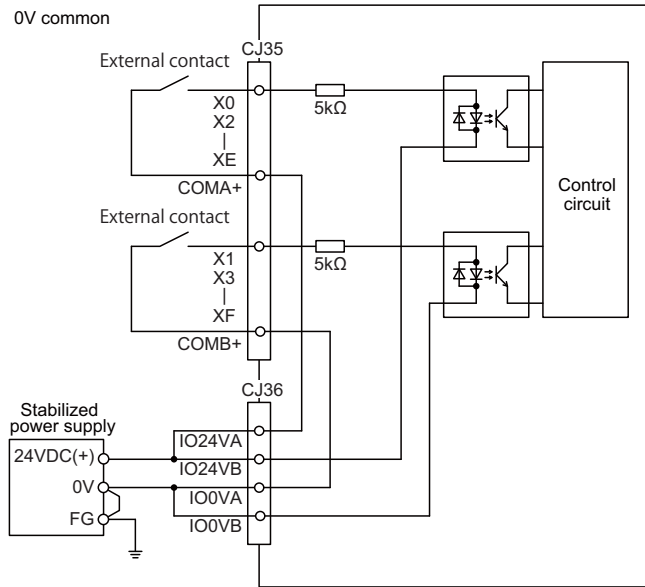 0V common
CJ35
External contact
X0
X2
|
XE
5kΩ
COMA+
Control
circuit
External contact
X1
X3
|
XF
5kΩ
COMB+
CJ36
Stabilized
power supply
IO24VA
24VDC(+)
IO24VB
0V
IO0VA
FG
IO0VB